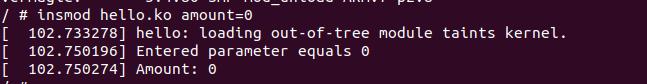 / # insmod hello.ko amount=0
[  102.733278] hello: loading out-of-tree module taints kernel.
[  102.750196] Entered parameter equals 0
[  102.750274] Amount: 0